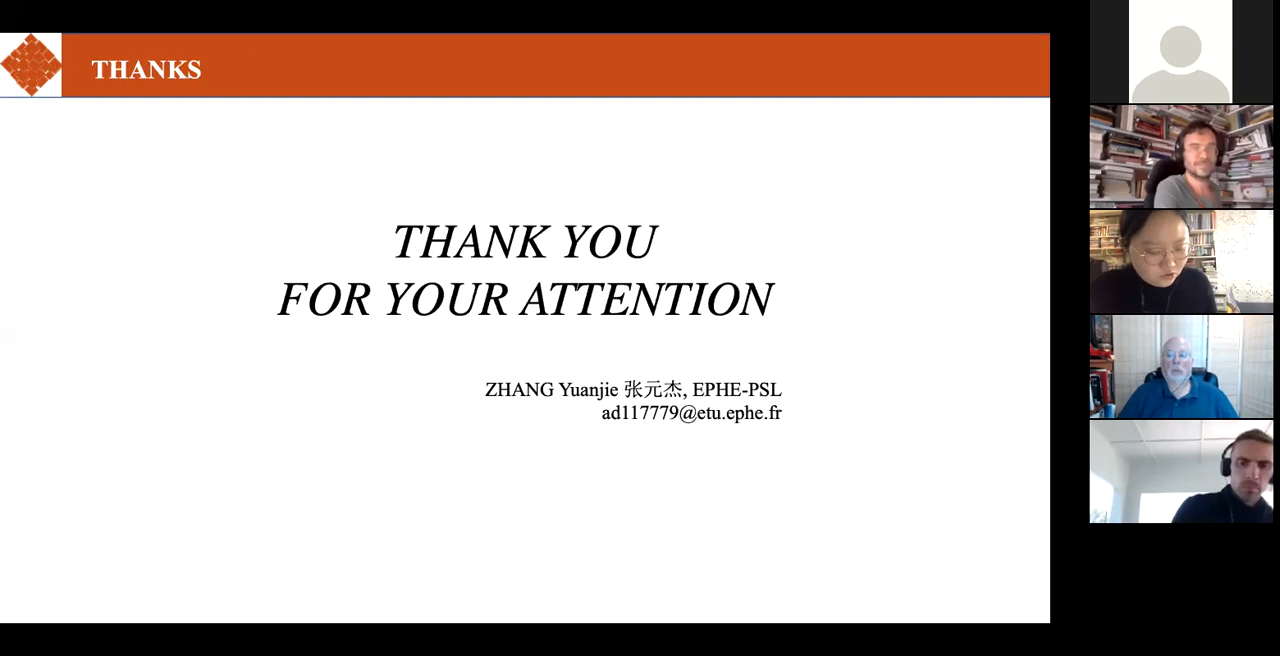 THANKS
THANK YOU
FOR YOUR ATTENTION
ZHANG Yuanjie 张元杰, EPHE-PSL
ad117779@etu.ephe.fr